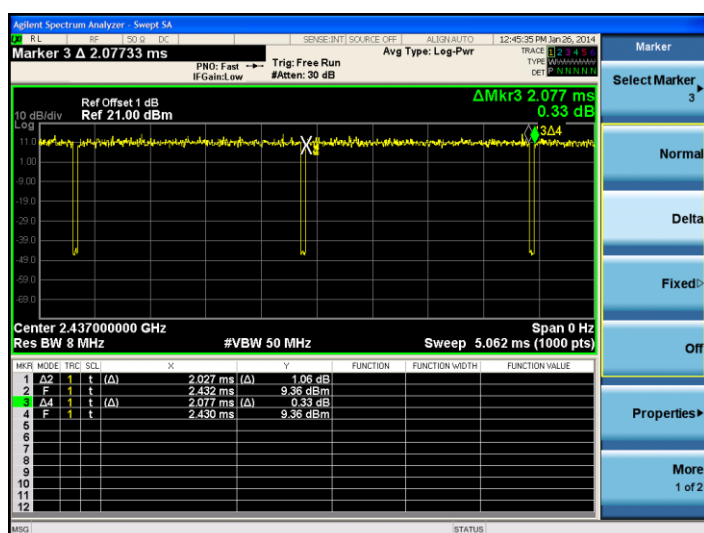 Agilent Spectrum Analyzer - Swept SA
RL RF 50 Ω DC SENSE:INT SOURCE OFF ALIGN AUTO 12:45:35 PM Jan 26, 2014
Marker 3 Δ 2.07733 ms
PNO: Fast
IFGain:Low
Trig: Free Run
#Atten: 30 dB
Avg Type: Log-Pwr
TRACE 1 2 3 4 5 6
TYPE W
DET P N N N N N
ΔMkr3 2.077 ms
0.33 dB
Ref Offset 1 dB
10 dB/div Ref 21.00 dBm
Log
11.0
1.00
-9.00
-19.0
-29.0
-39.0
-49.0
-59.0
-69.0
3Δ4
Center 2.437000000 GHz Span 0 Hz
Res BW 8 MHz #VBW 50 MHz Sweep 5.062 ms (1000 pts)
MKR MODE TRC SCL X Y FUNCTION FUNCTION WIDTH FUNCTION VALUE
1 Δ2 1 t (Δ) 2.027 ms (Δ) 1.06 dB
2 F 1 t 2.432 ms 9.36 dBm
3 Δ4 1 t (Δ) 2.077 ms (Δ) 0.33 dB
4 F 1 t 2.430 ms 9.36 dBm
5
6
7
8
9
10
11
12
MSG STATUS
Marker
Select Marker
3
Normal
Delta
Fixed
Off
Properties
More
1 of 2